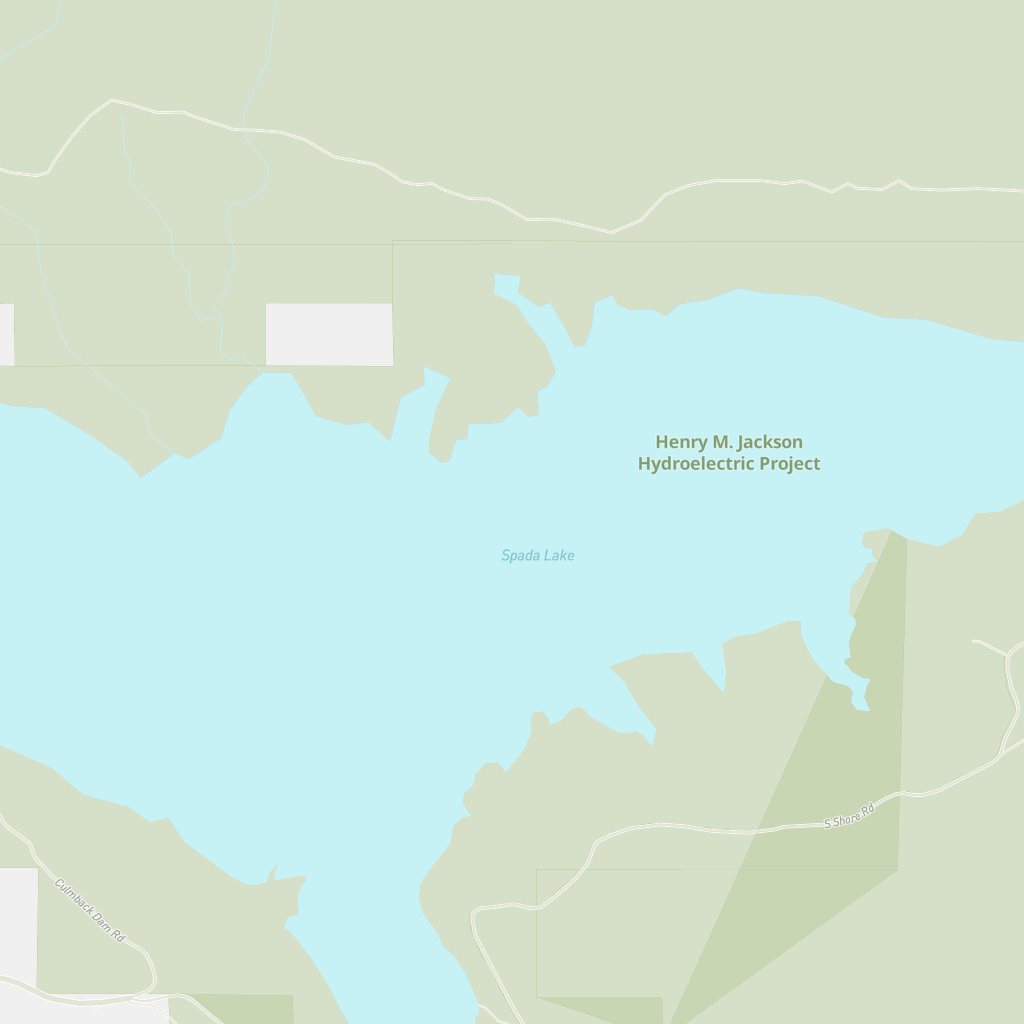 Henry M. Jackson
Hydroelectric Project
Spada Lake
S Shore Rd
Culmback Dam Rd